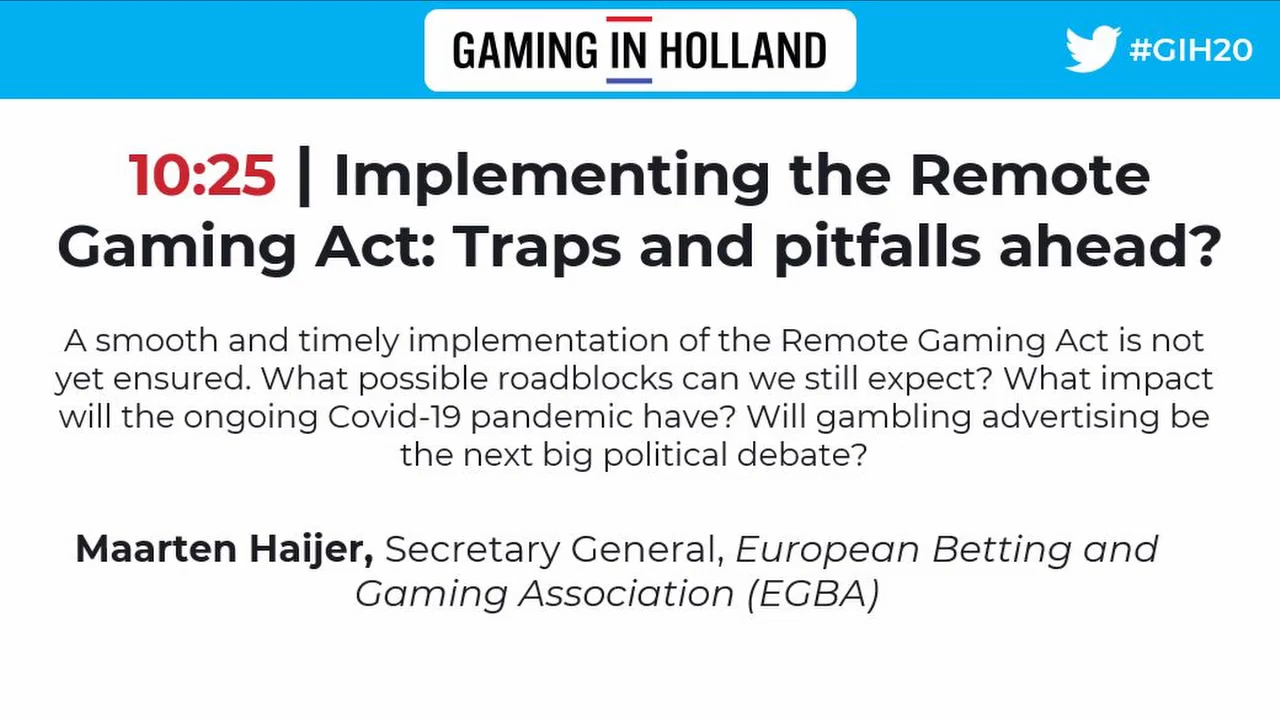 GAMING IN HOLLAND
#GIH20
10:25 | Implementing the Remote
Gaming Act: Traps and pitfalls ahead?
A smooth and timely implementation of the Remote Gaming Act is not
yet ensured. What possible roadblocks can we still expect? What impact
will the ongoing Covid-19 pandemic have? Will gambling advertising be
the next big political debate?
Maarten Haijer, Secretary General, European Betting and
Gaming Association (EGBA)